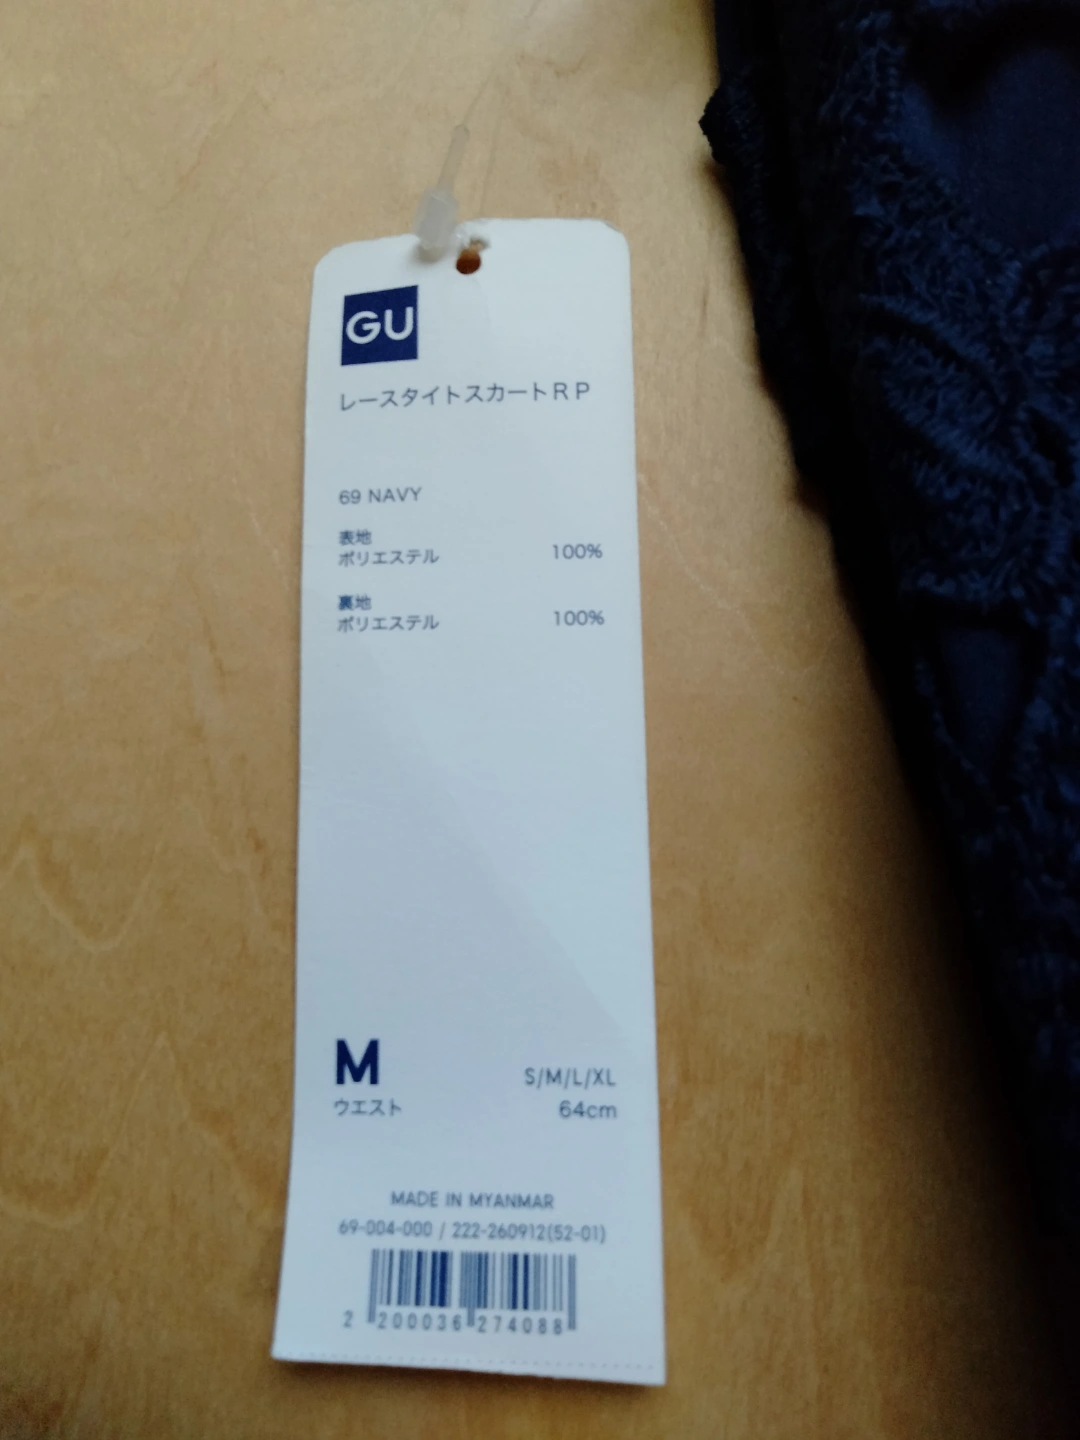 GU
レースタイトスカートRP
69 NAVY
表地
ポリエステル 100%
裏地
ポリエステル 100%
M S/M/L/XL
ウエスト 64cm
MADE IN MYANMAR
69-004-000 / 222-260912(52-01)
2 200036 274088